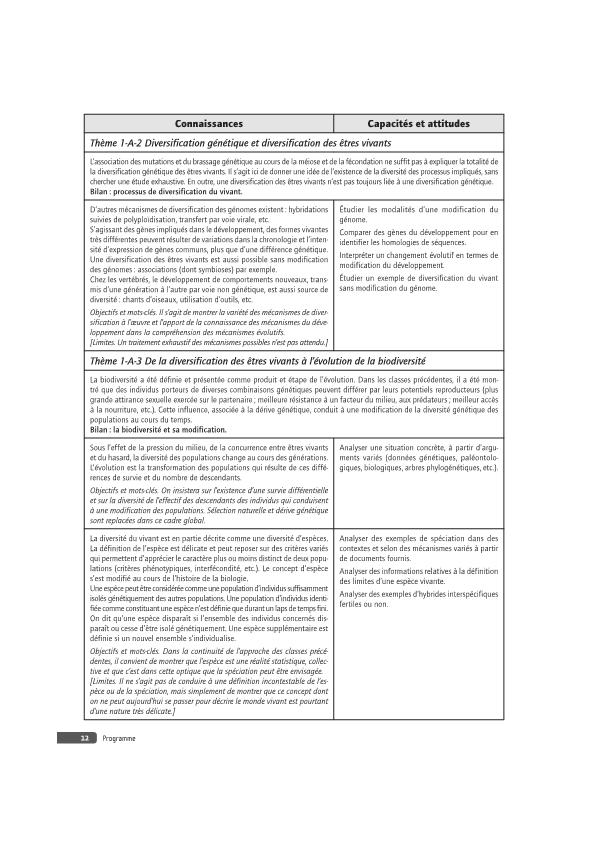 Connaissances
Capacités et attitudes
Thème 1-A-2 Diversification génétique et diversification des êtres vivants
L'association des mutations et du brassage génétique au cours de la méiose et de la fécondation ne suffit pas à expliquer la totalité de
la diversification génétique des êtres vivants. Il s'agit ici de donner une idée de l'existence de la diversité des processus impliqués, sans
chercher une étude exhaustive. En outre, une diversification des êtres vivants n'est pas toujours liée à une diversification génétique.
Bilan : processus de diversification du vivant.
D'autres mécanismes de diversification des génomes existent : hybridations
suivies de polyploïdisation, transfert par voie virale, etc.
S'agissant des gènes impliqués dans le développement, des formes vivantes
très différentes peuvent résulter de variations dans la chronologie et l'inten-
sité d'expression de gènes communs, plus que d'une différence génétique.
Une diversification des êtres vivants est aussi possible sans modification
des génomes : associations (dont symbioses) par exemple.
Chez les vertébrés, le développement de comportements nouveaux, trans-
mis d'une génération à l'autre par voie non génétique, est aussi source de
diversité : chants d'oiseaux, utilisation d'outils, etc.
Objectifs et mots-clés. Il s'agit de montrer la variété des mécanismes de diver-
sification à l'œuvre et l'apport de la connaissance des mécanismes du déve-
loppement dans la compréhension des mécanismes évolutifs.
[Limites. Un traitement exhaustif des mécanismes possibles n'est pas attendu.]
Étudier les modalités d'une modification du
génome.
Comparer des gènes du développement pour en
identifier les homologies de séquences.
Interpréter un changement évolutif en termes de
modification du développement.
Étudier un exemple de diversification du vivant
sans modification du génome.
Thème 1-A-3 De la diversification des êtres vivants à l'évolution de la biodiversité
La biodiversité a été définie et présentée comme produit et étape de l'évolution. Dans les classes précédentes, il a été mon-
tré que des individus porteurs de diverses combinaisons génétiques peuvent différer par leurs potentiels reproducteurs (plus
grande attirance sexuelle exercée sur le partenaire ; meilleure résistance à un facteur du milieu, aux prédateurs ; meilleur accès
à la nourriture, etc.). Cette influence, associée à la dérive génétique, conduit à une modification de la diversité génétique des
populations au cours du temps.
Bilan : la biodiversité et sa modification.
Sous l'effet de la pression du milieu, de la concurrence entre êtres vivants
et du hasard, la diversité des populations change au cours des générations.
L'évolution est la transformation des populations qui résulte de ces diffé-
rences de survie et du nombre de descendants.
Objectifs et mots-clés. On insistera sur l'existence d'une survie différentielle
et sur la diversité de l'effectif des descendants des individus qui conduisent
à une modification des populations. Sélection naturelle et dérive génétique
sont replacées dans ce cadre global.
Analyser une situation concrète, à partir d'argu-
ments variés (données génétiques, paléontolo-
giques, biologiques, arbres phylogénétiques, etc.).
La diversité du vivant est en partie décrite comme une diversité d'espèces.
La définition de l'espèce est délicate et peut reposer sur des critères variés
qui permettent d'apprécier le caractère plus ou moins distinct de deux popu-
lations (critères phénotypiques, interfécondité, etc.). Le concept d'espèce
s'est modifié au cours de l'histoire de la biologie.
Une espèce peut être considérée comme une population d'individus suffisamment
isolés génétiquement des autres populations. Une population d'individus identi-
fiée comme constituant une espèce n'est définie que durant un laps de temps fini.
On dit qu'une espèce disparaît si l'ensemble des individus concernés dis-
paraît ou cesse d'être isolé génétiquement. Une espèce supplémentaire est
définie si un nouvel ensemble s'individualise.
Objectifs et mots-clés. Dans la continuité de l'approche des classes précé-
dentes, il convient de montrer que l'espèce est une réalité statistique, collec-
tive et que c'est dans cette optique que la spéciation peut être envisagée.
[Limites. Il ne s'agit pas de conduire à une définition incontestable de l'es-
pèce ou de la spéciation, mais simplement de montrer que ce concept dont
on ne peut aujourd'hui se passer pour décrire le monde vivant est pourtant
d'une nature très délicate.]
Analyser des exemples de spéciation dans des
contextes et selon des mécanismes variés à partir
de documents fournis.
Analyser des informations relatives à la définition
des limites d'une espèce vivante.
Analyser des exemples d'hybrides interspécifiques
fertiles ou non.
12 Programme